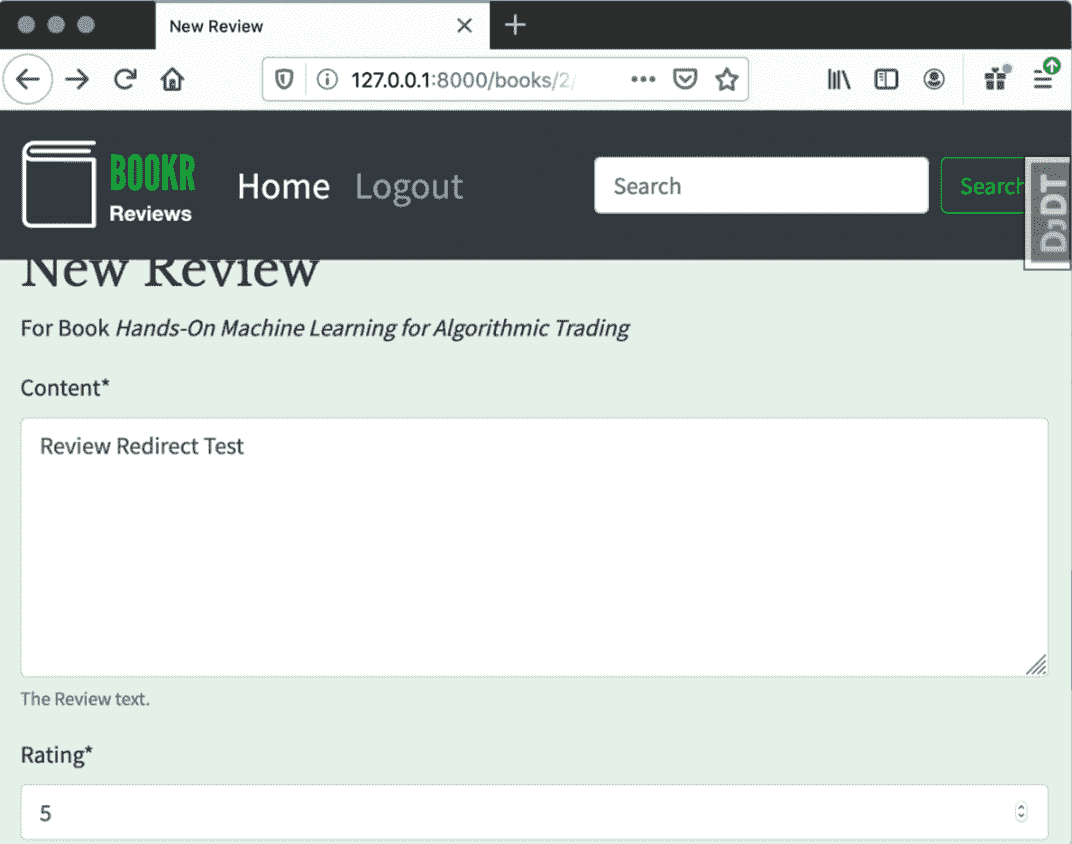 New Review
127.0.0.1:8000/books/2/
BOOKR
Reviews
Home
Logout
Search
Search
DJDT
New Review
For Book Hands-On Machine Learning for Algorithmic Trading
Content*
Review Redirect Test
The Review text.
Rating*
5